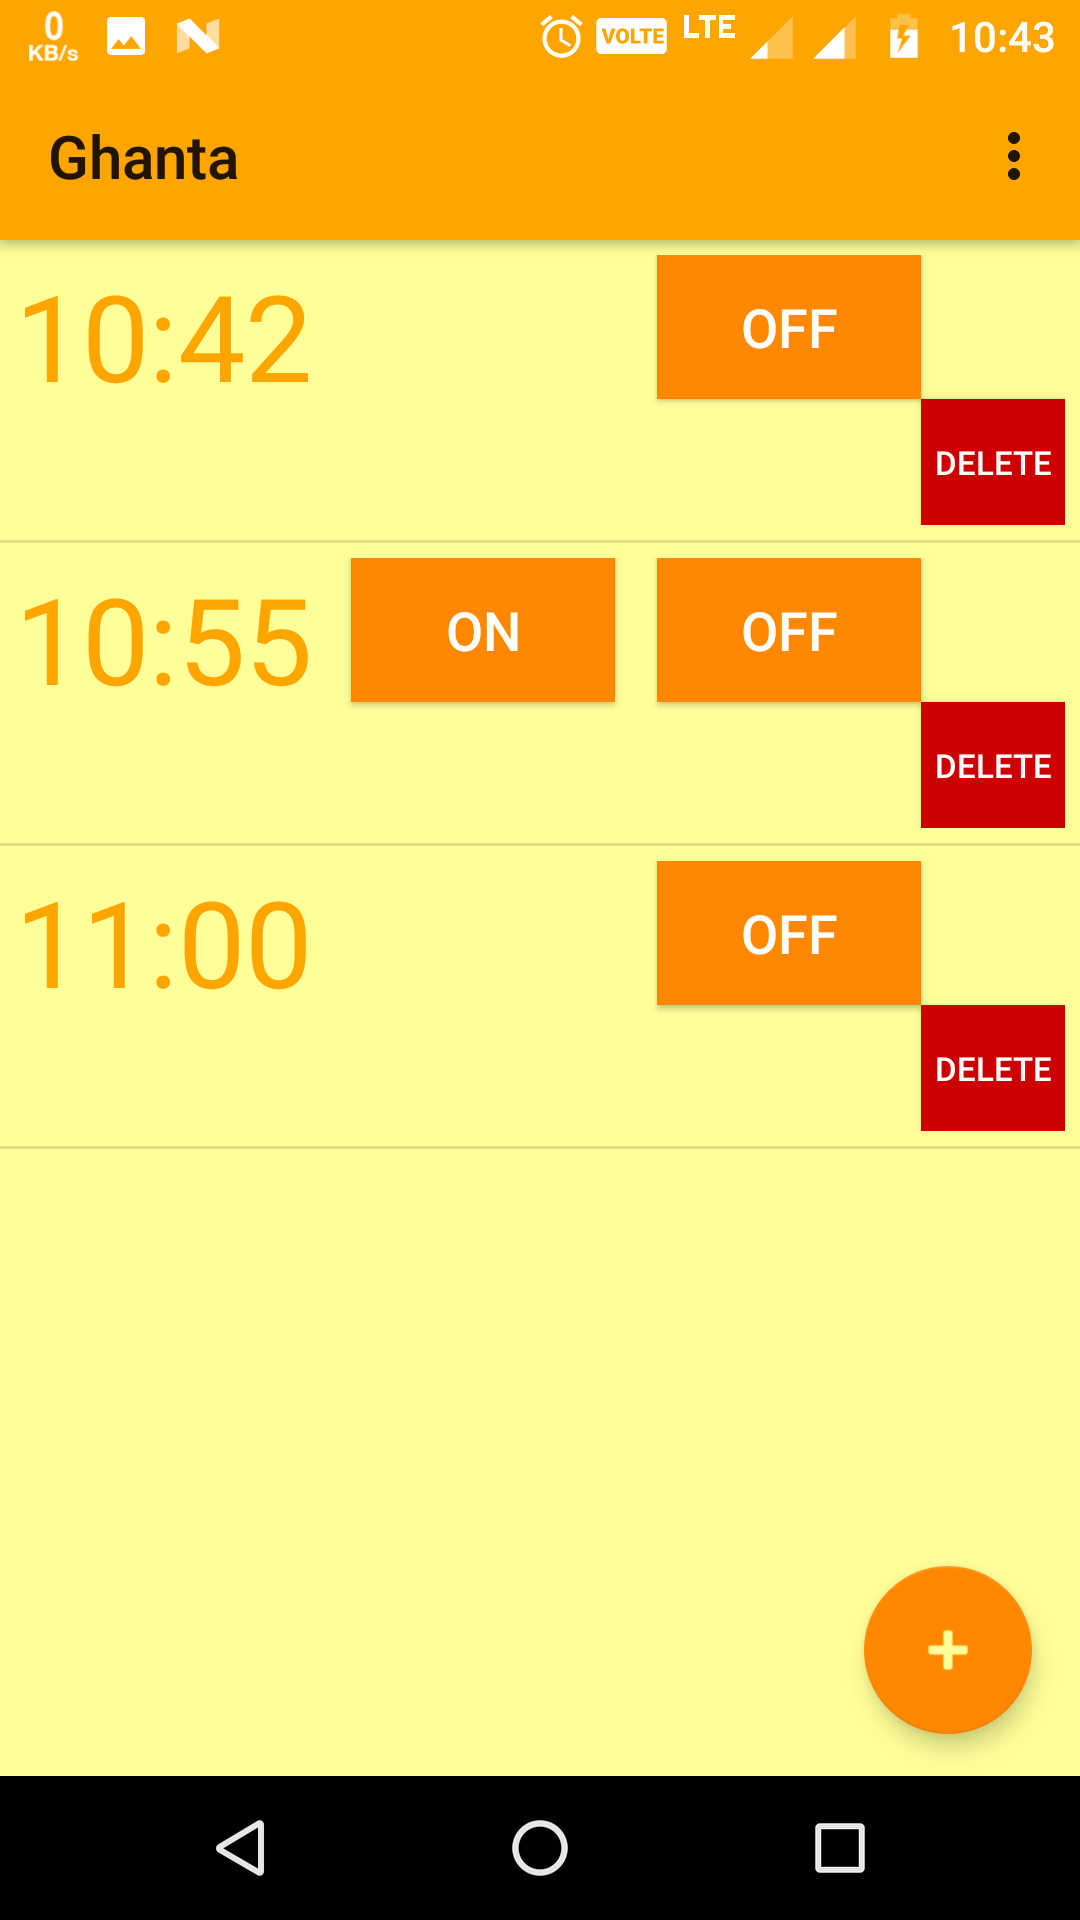 0
KB/s
VOLTE LTE 10:43
Ghanta
10:42 OFF
DELETE
10:55 ON OFF
DELETE
11:00 OFF
DELETE